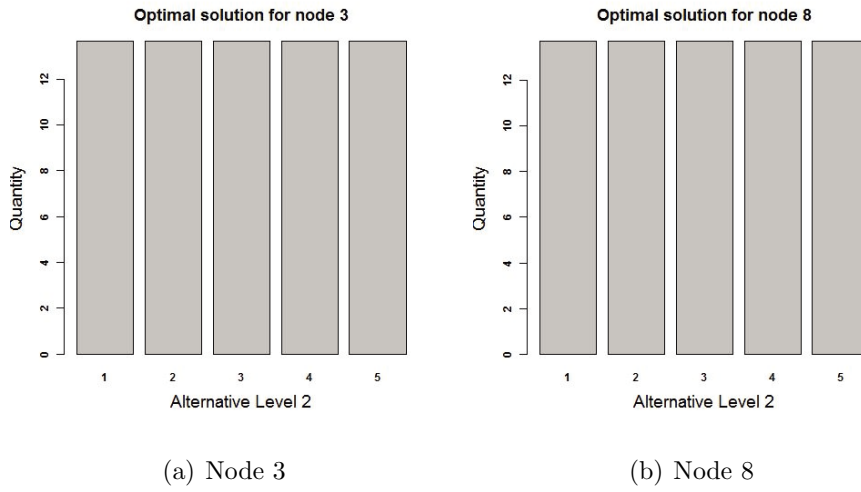 Optimal solution for node 3
Quantity
12
10
8
6
4
2
0
1 2 3 4 5
Alternative Level 2
(a) Node 3
Optimal solution for node 8
Quantity
12
10
8
6
4
2
0
1 2 3 4 5
Alternative Level 2
(b) Node 8